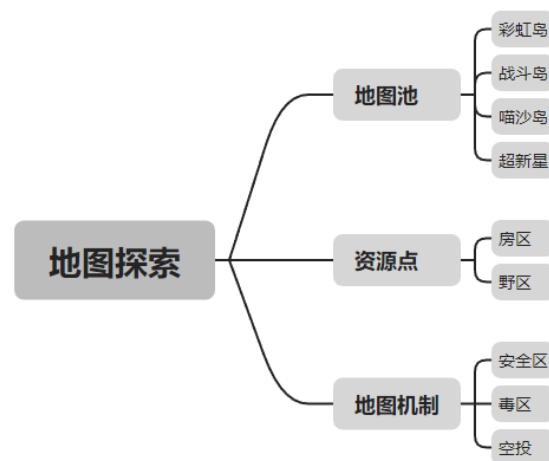 地图探索
地图池
彩虹岛
战斗岛
喵沙岛
超新星
资源点
房区
野区
地图机制
安全区
毒区
空投